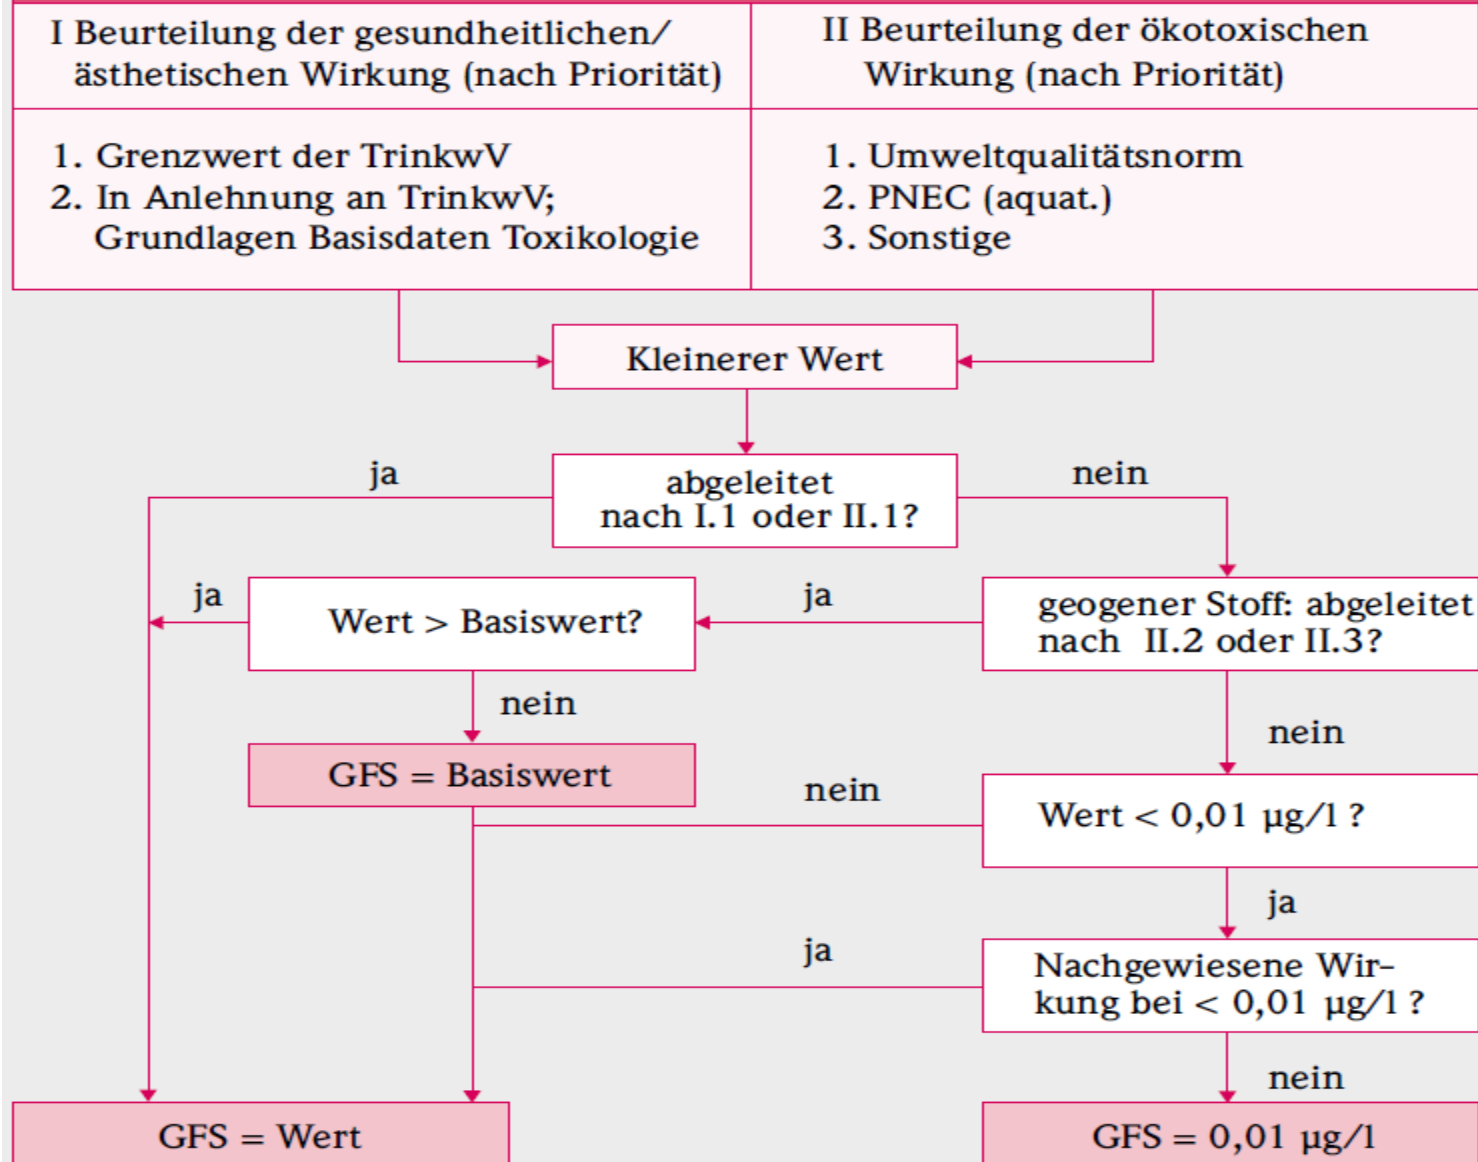 I Beurteilung der gesundheitlichen/
ästhetischen Wirkung (nach Priorität)
II Beurteilung der ökotoxischen
Wirkung (nach Priorität)
1. Grenzwert der TrinkwV
2. In Anlehnung an TrinkwV;
Grundlagen Basisdaten Toxikologie
1. Umweltqualitätsnorm
2. PNEC (aquat.)
3. Sonstige
Kleinerer Wert
abgeleitet
nach I.1 oder II.1?
ja
nein
geogener Stoff: abgeleitet
nach II.2 oder II.3?
ja
Wert > Basiswert?
ja
nein
GFS = Basiswert
nein
Wert < 0,01 µg/l ?
nein
ja
Nachgewiesene Wir-
kung bei < 0,01 µg/l ?
ja
nein
GFS = Wert
GFS = 0,01 µg/l